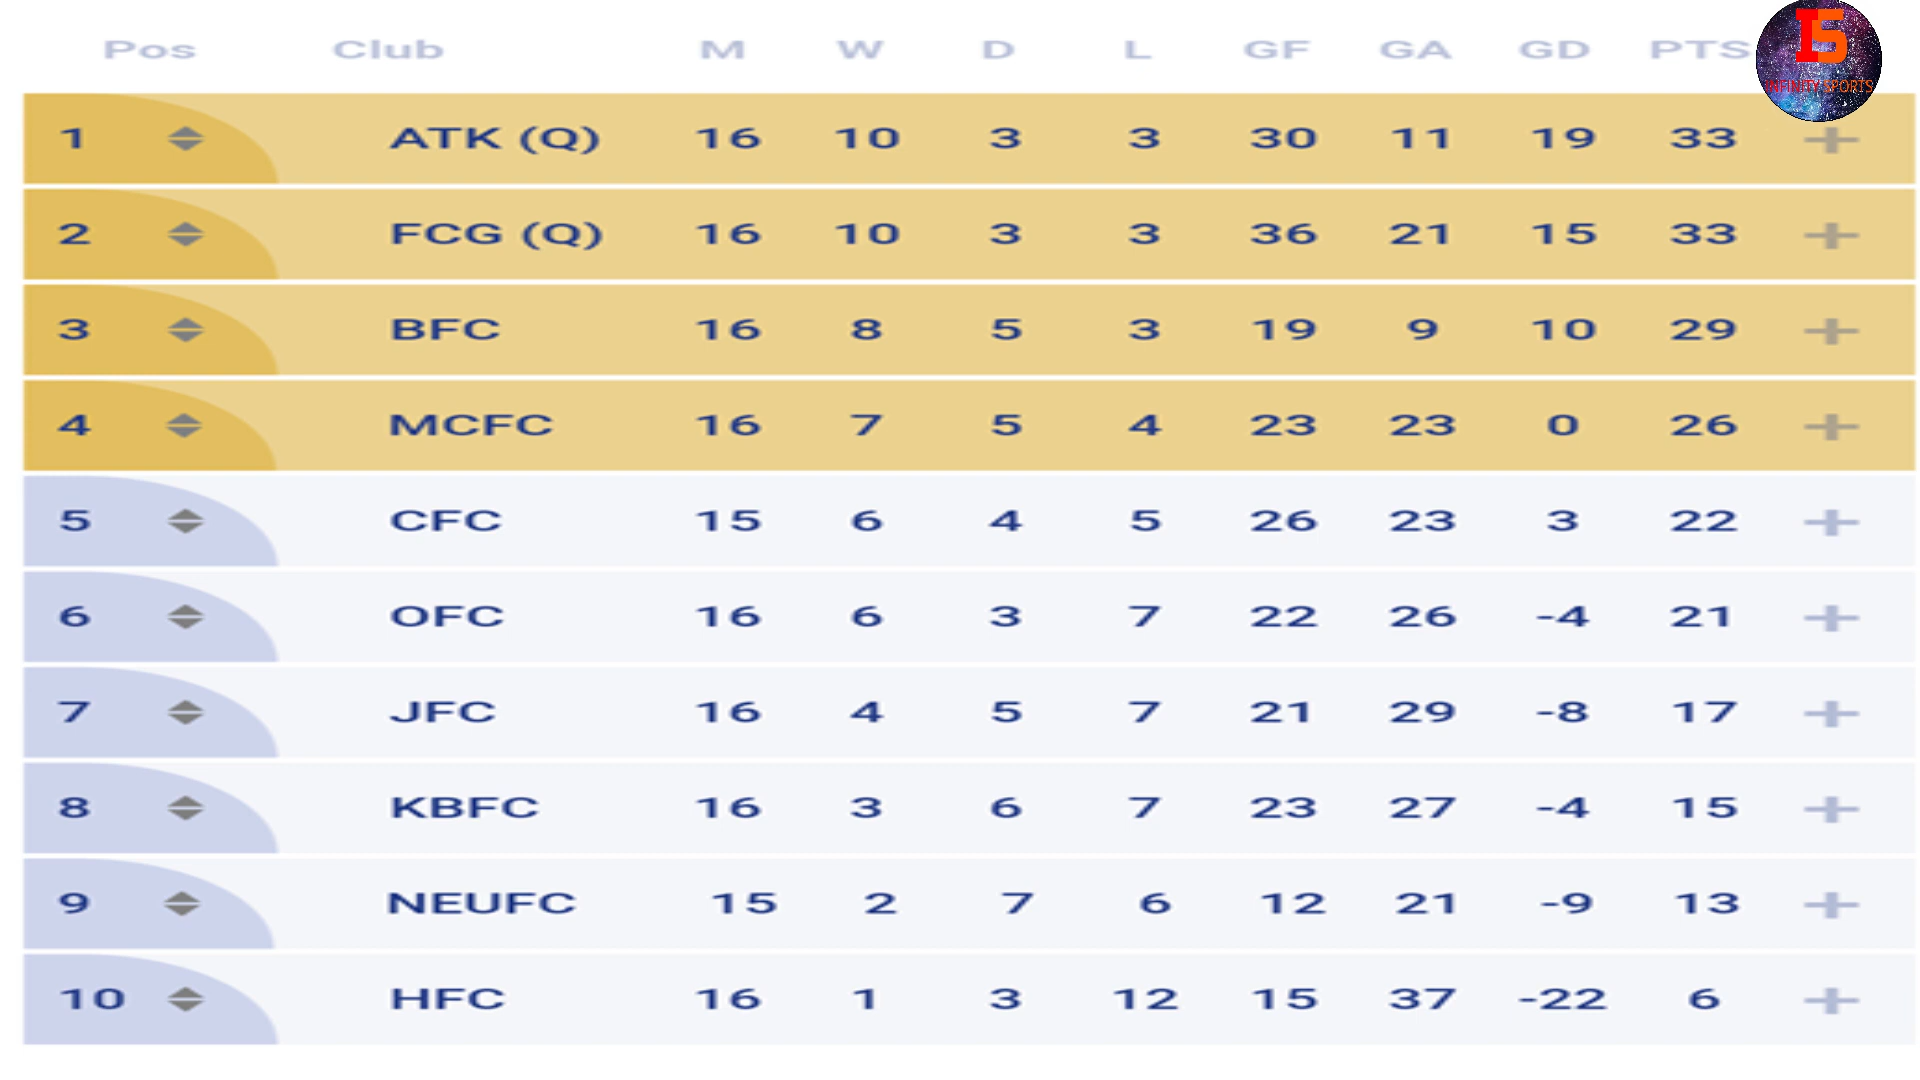 Pos Club M W D L GF GA GD PTS
IS
INFINITY SPORTS
1 ATK (Q) 16 10 3 3 30 11 19 33
2 FCG (Q) 16 10 3 3 36 21 15 33
3 BFC 16 8 5 3 19 9 10 29
4 MCFC 16 7 5 4 23 23 0 26
5 CFC 15 6 4 5 26 23 3 22
6 OFC 16 6 3 7 22 26 -4 21
7 JFC 16 4 5 7 21 29 -8 17
8 KBFC 16 3 6 7 23 27 -4 15
9 NEUFC 15 2 7 6 12 21 -9 13
10 HFC 16 1 3 12 15 37 -22 6